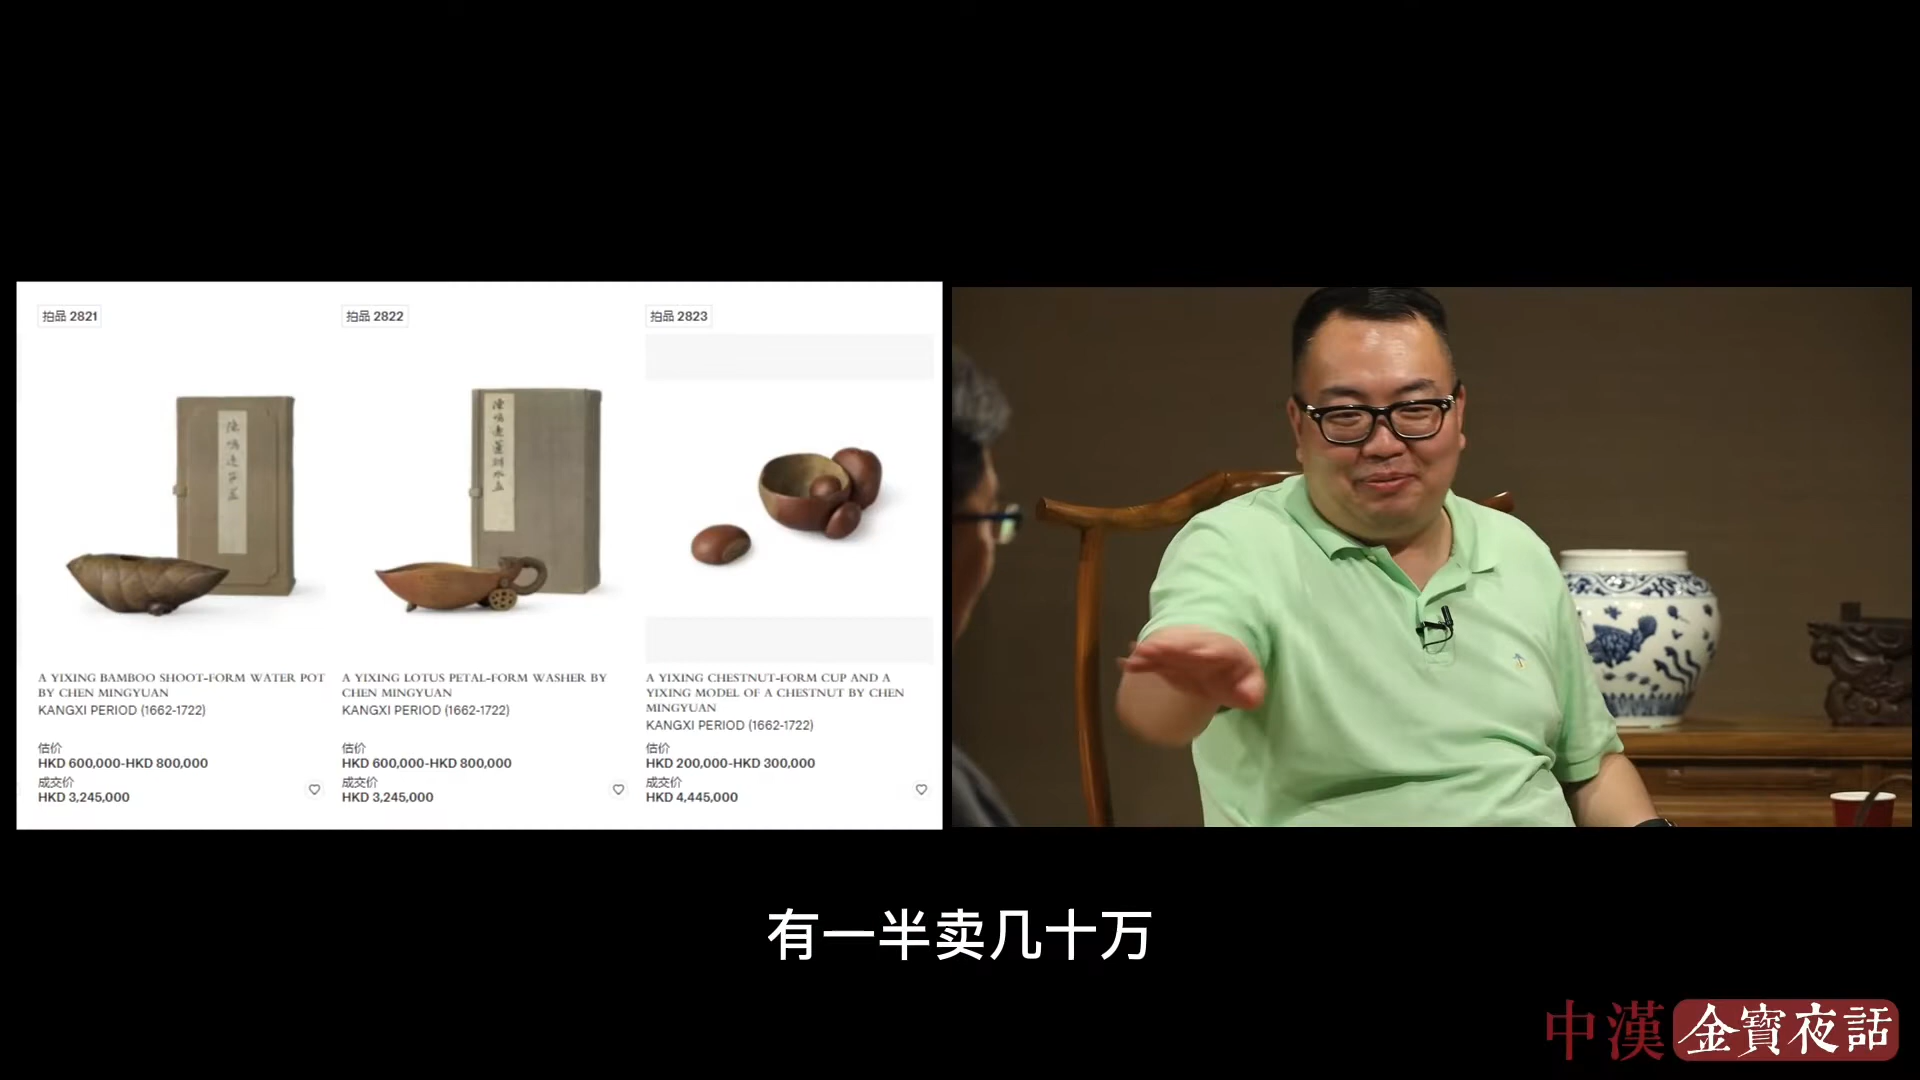 拍品 2821
拍品 2822
拍品 2823
A YIXING BAMBOO SHOOT-FORM WATER POT
BY CHEN MINGYUAN
KANGXI PERIOD (1662-1722)
估价
HKD 600,000-HKD 800,000
成交价
HKD 3,245,000
A YIXING LOTUS PETAL-FORM WASHER BY
CHEN MINGYUAN
KANGXI PERIOD (1662-1722)
估价
HKD 600,000-HKD 800,000
成交价
HKD 3,245,000
A YIXING CHESTNUT-FORM CUP AND A
YIXING MODEL OF A CHESTNUT BY CHEN
MINGYUAN
KANGXI PERIOD (1662-1722)
估价
HKD 200,000-HKD 300,000
成交价
HKD 4,445,000
有一半卖几十万
中漢 金寶夜話